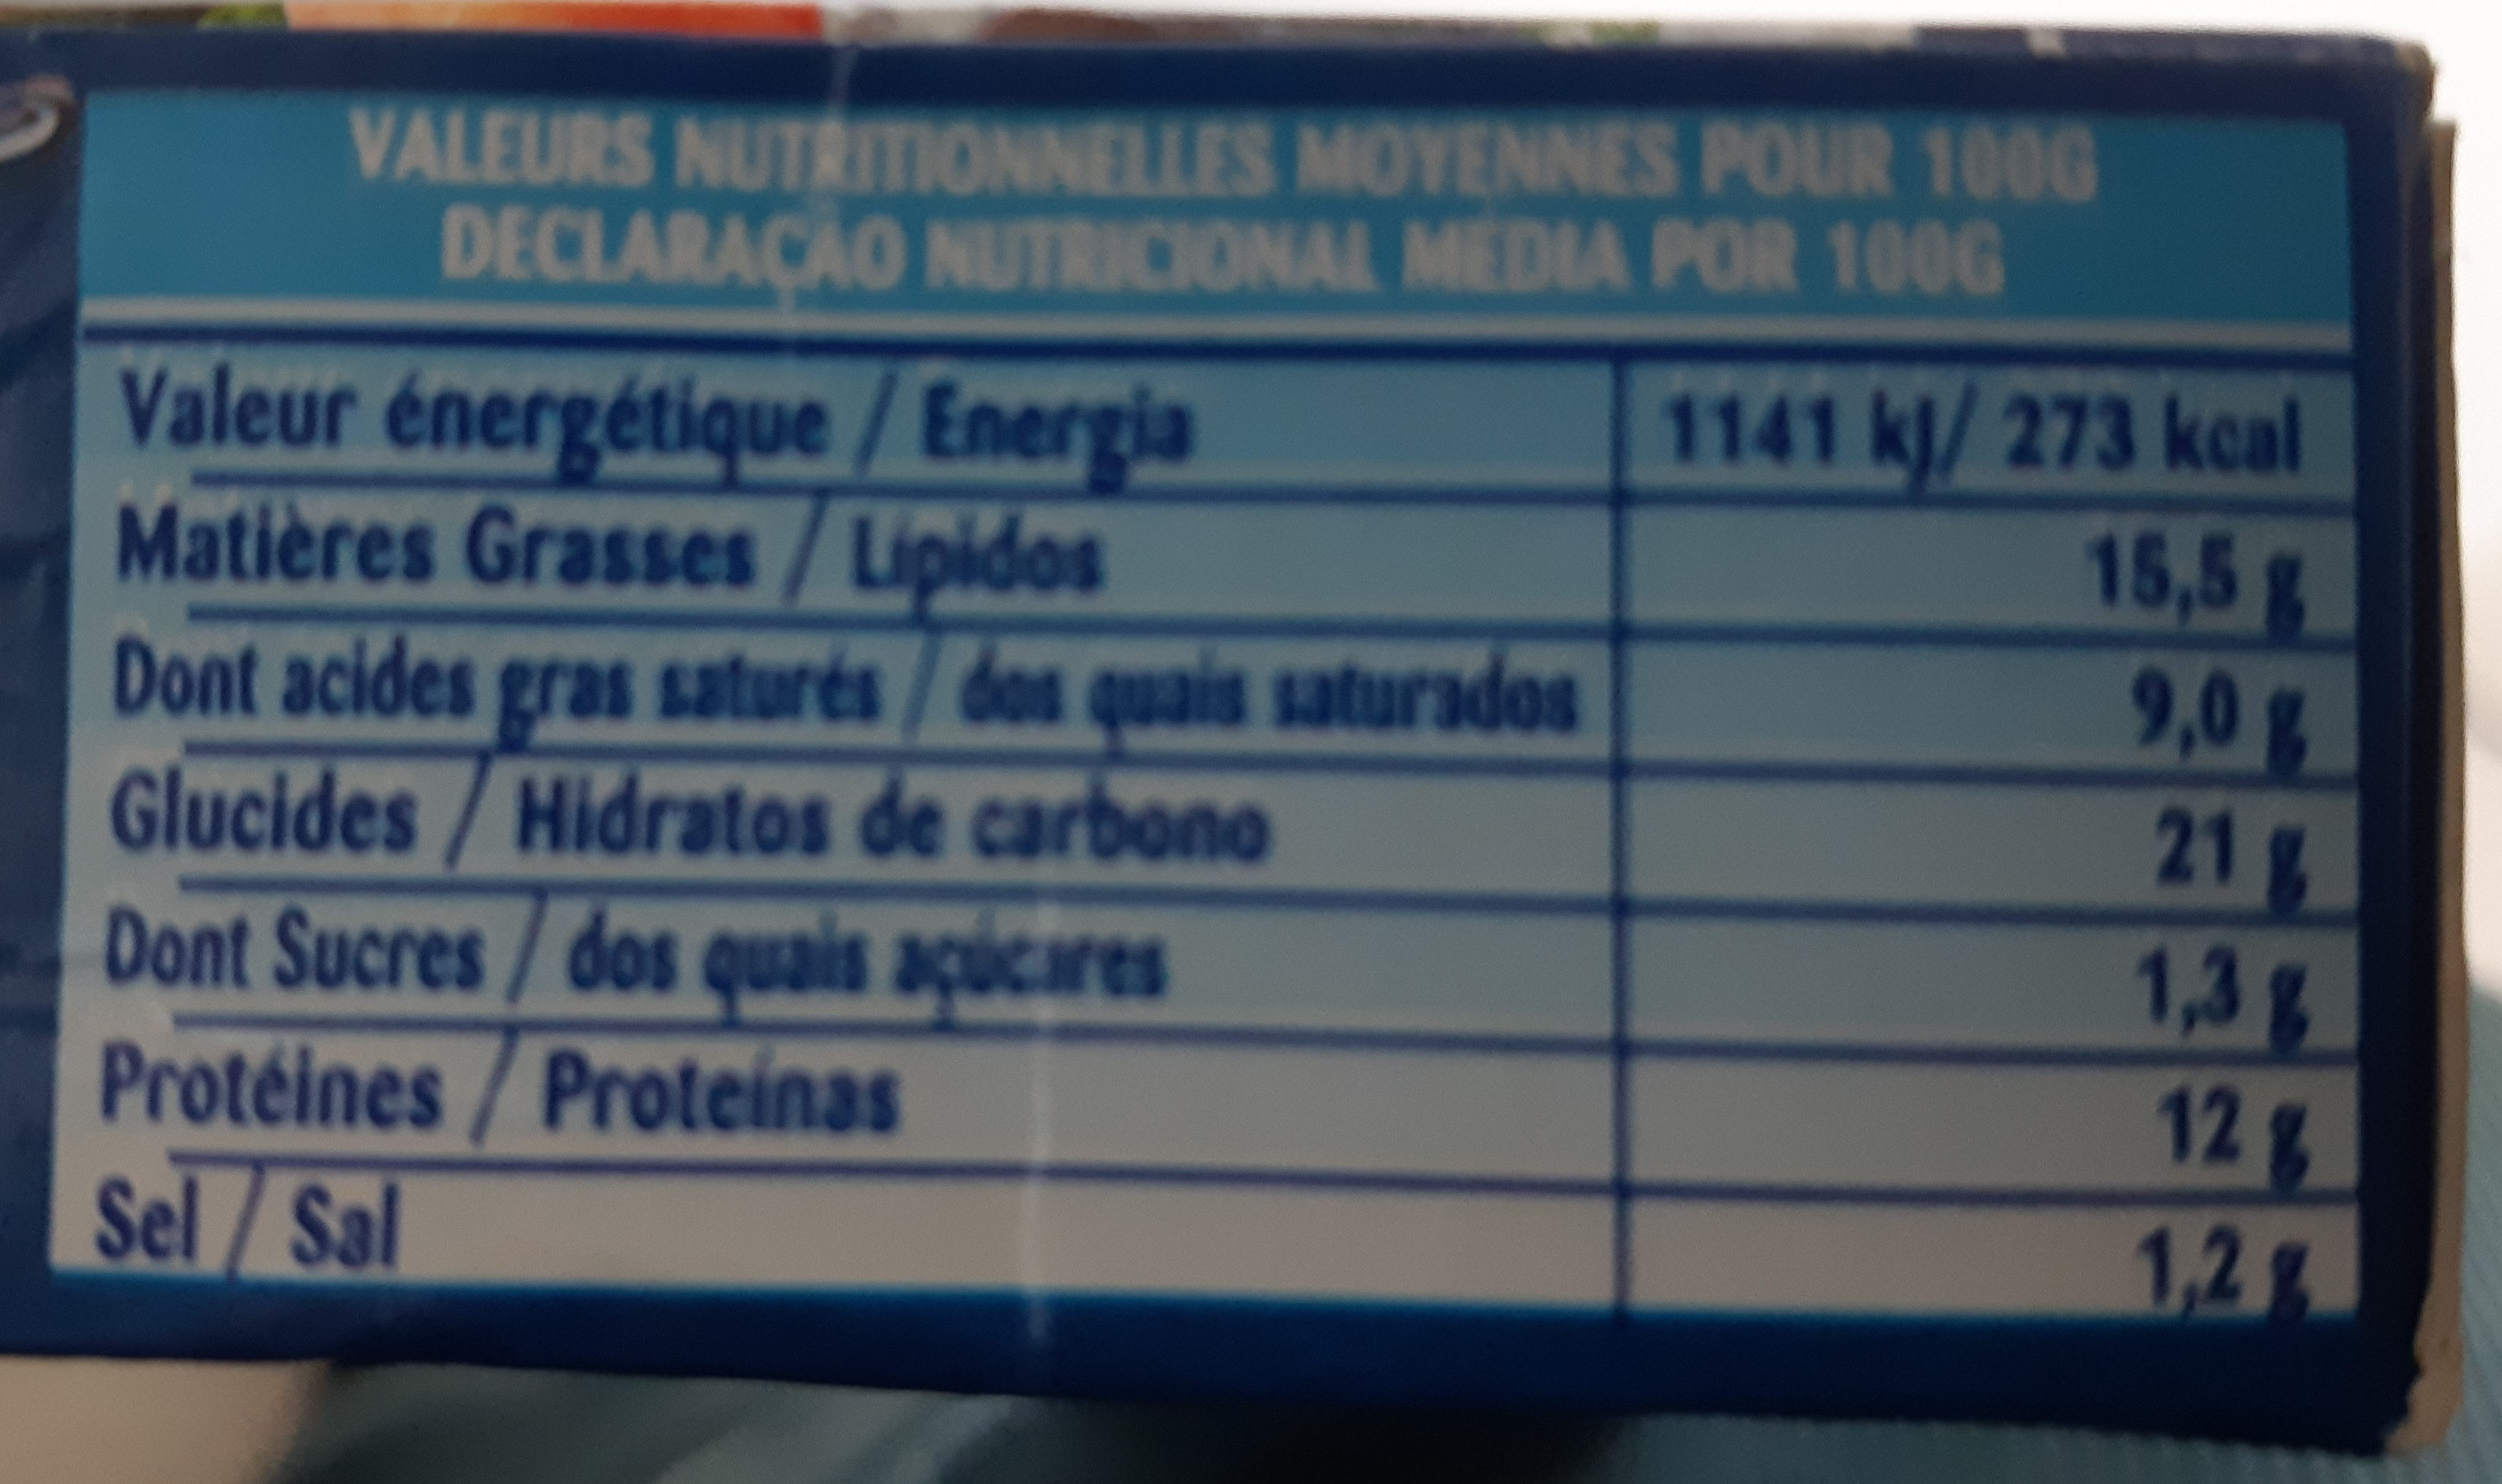 VALEURS NUTRITIONNELLES MOYENNES POUR 100G
DECLARAÇÃO NUTRICIONAL MÉDIA POR 100G
Valeur énergétique / Energia 1141 kJ/ 273 kcal
Matières Grasses / Lípidos 15,5 g
Dont acides gras saturés / dos quais saturados 9,0 g
Glucides / Hidratos de carbono 21 g
Dont Sucres / dos quais açúcares 1,3 g
Protéines / Proteínas 12 g
Sel / Sal 1,2 g